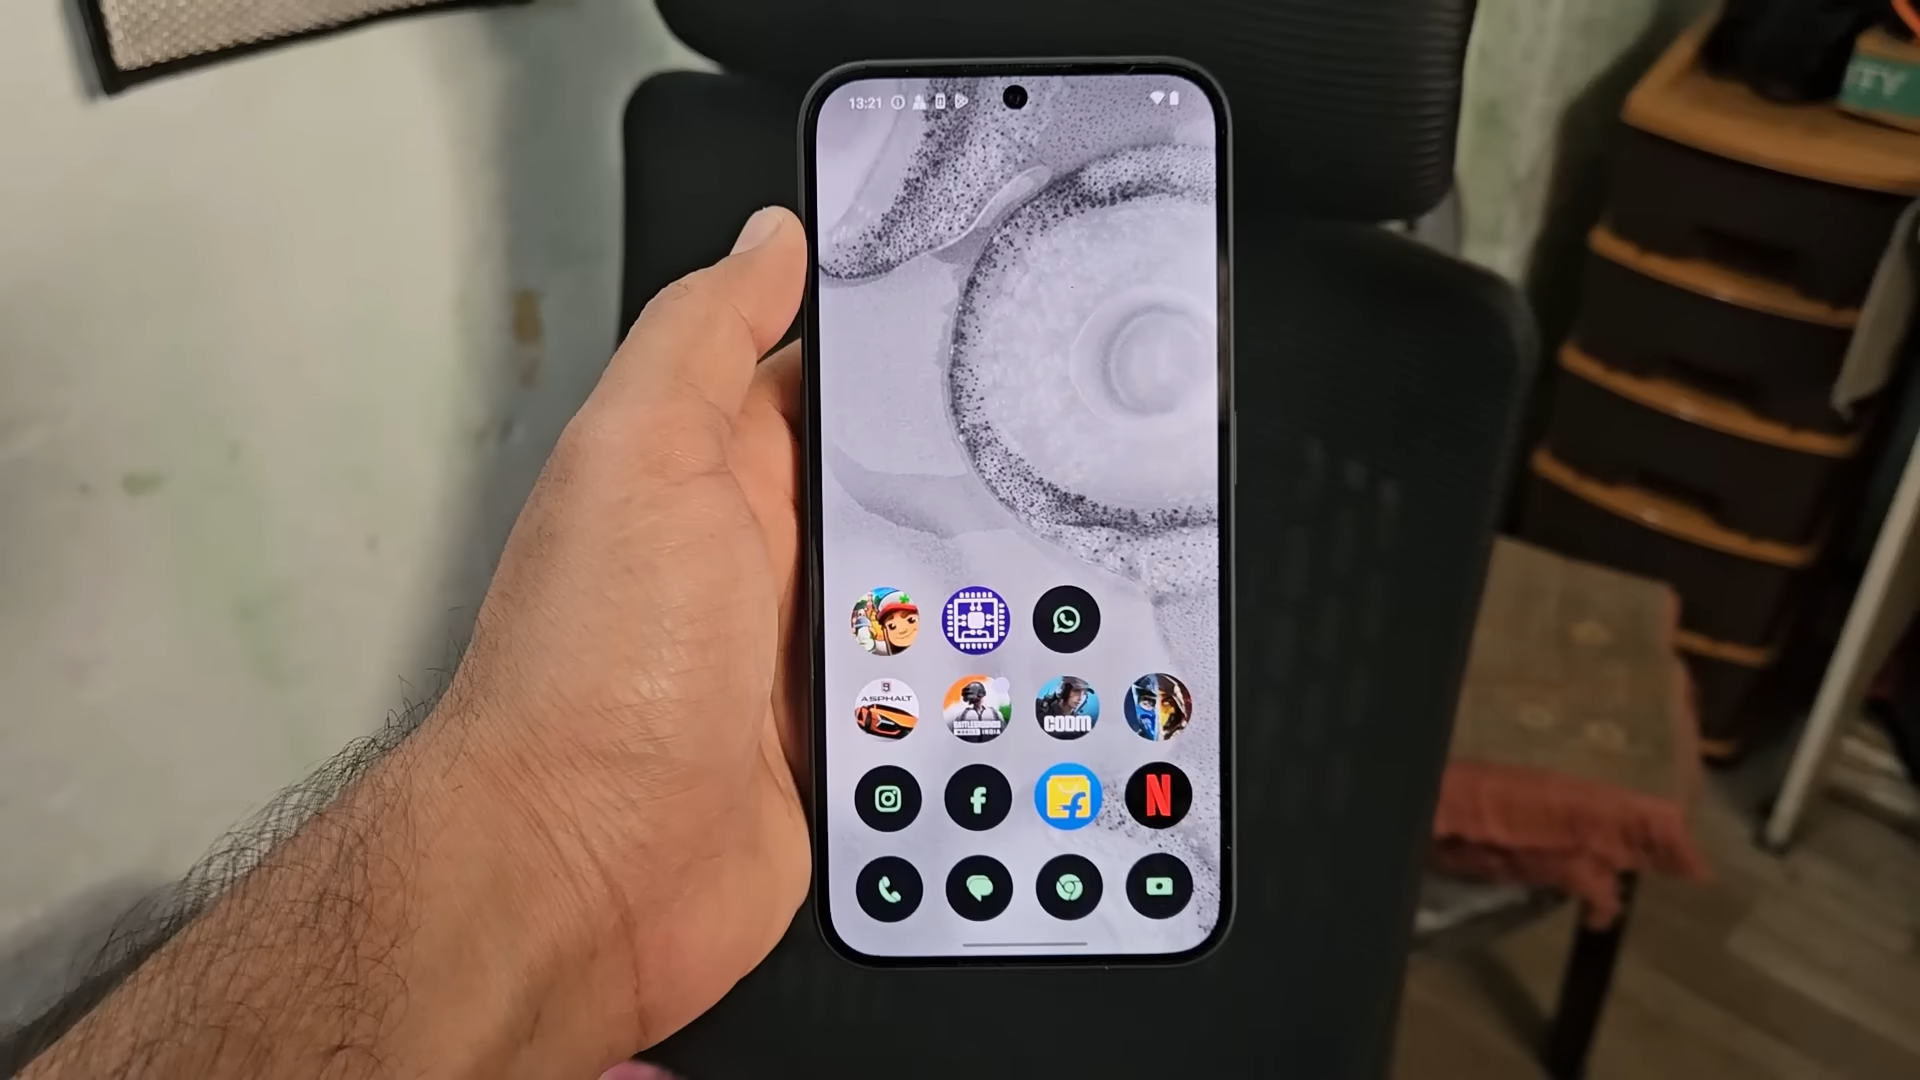 13:21
9
ASPHALT
BATTLEGROUNDS
MOBILE INDIA
CODM
N
TY